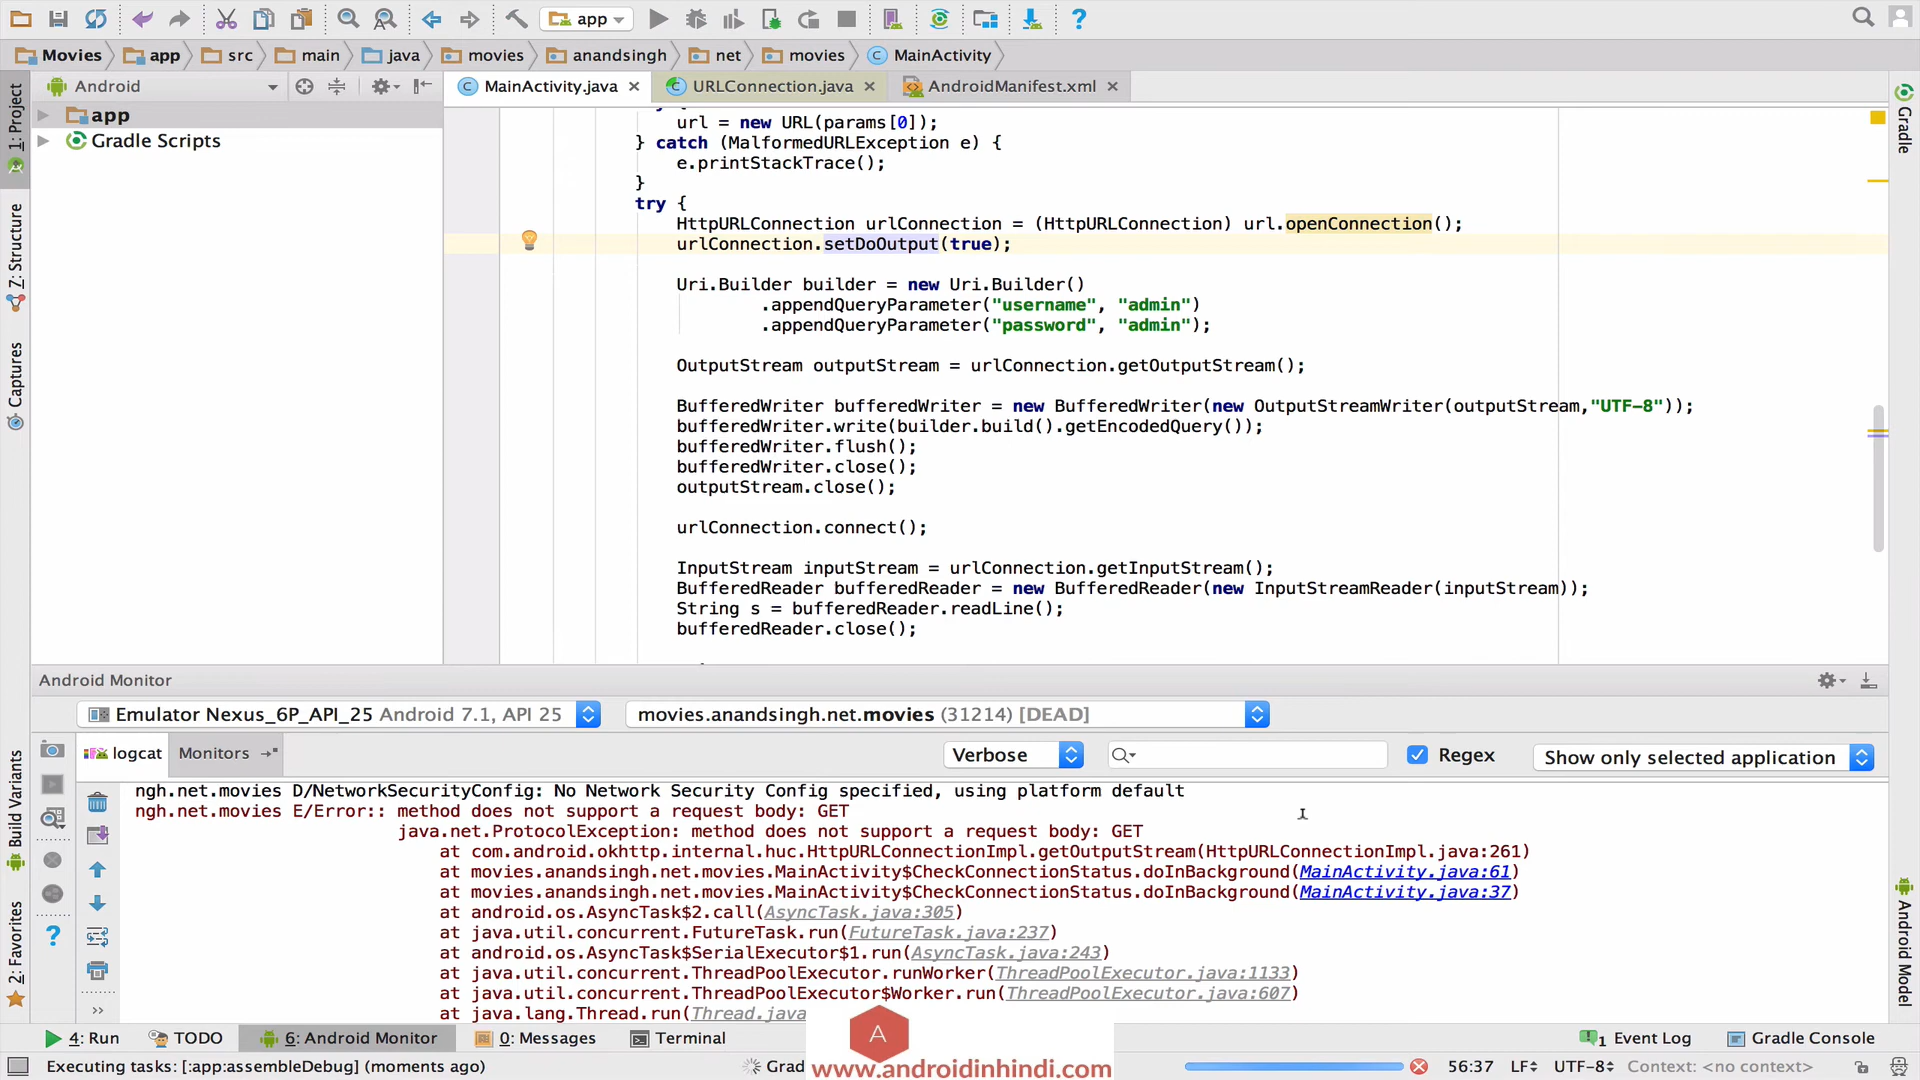 app
Movies
app
src
main
java
movies
anandsingh
net
movies
MainActivity
Android
MainActivity.java
URLConnection.java
AndroidManifest.xml
app
Gradle Scripts
1: Project
Z: Structure
Captures
Build Variants
2: Favorites
Gradle
Android Model
url = new URL(params[0]);
} catch (MalformedURLException e) {
e.printStackTrace();
}
try {
HttpURLConnection urlConnection = (HttpURLConnection) url.openConnection();
urlConnection.setDoOutput(true);
Uri.Builder builder = new Uri.Builder()
.appendQueryParameter("username", "admin")
.appendQueryParameter("password", "admin");
OutputStream outputStream = urlConnection.getOutputStream();
BufferedWriter bufferedWriter = new BufferedWriter(new OutputStreamWriter(outputStream,"UTF-8"));
bufferedWriter.write(builder.build().getEncodedQuery());
bufferedWriter.flush();
bufferedWriter.close();
outputStream.close();
urlConnection.connect();
InputStream inputStream = urlConnection.getInputStream();
BufferedReader bufferedReader = new BufferedReader(new InputStreamReader(inputStream));
String s = bufferedReader.readLine();
bufferedReader.close();
Android Monitor
Emulator Nexus_6P_API_25 Android 7.1, API 25
movies.anandsingh.net.movies (31214) [DEAD]
logcat
Monitors
Verbose
Regex
Show only selected application
ngh.net.movies D/NetworkSecurityConfig: No Network Security Config specified, using platform default
ngh.net.movies E/Error:: method does not support a request body: GET
java.net.ProtocolException: method does not support a request body: GET
at com.android.okhttp.internal.huc.HttpURLConnectionImpl.getOutputStream(HttpURLConnectionImpl.java:261)
at movies.anandsingh.net.movies.MainActivity$CheckConnectionStatus.doInBackground(MainActivity.java:61)
at movies.anandsingh.net.movies.MainActivity$CheckConnectionStatus.doInBackground(MainActivity.java:37)
at android.os.AsyncTask$2.call(AsyncTask.java:305)
at java.util.concurrent.FutureTask.run(FutureTask.java:237)
at android.os.AsyncTask$SerialExecutor$1.run(AsyncTask.java:243)
at java.util.concurrent.ThreadPoolExecutor.runWorker(ThreadPoolExecutor.java:1133)
at java.util.concurrent.ThreadPoolExecutor$Worker.run(ThreadPoolExecutor.java:607)
at java.lang.Thread.run(Thread.java
4: Run
TODO
6: Android Monitor
0: Messages
Terminal
A
1 Event Log
Gradle Console
Executing tasks: [:app:assembleDebug] (moments ago)
Grad
www.androidinhindi.com
56:37
LF
UTF-8
Context: <no context>